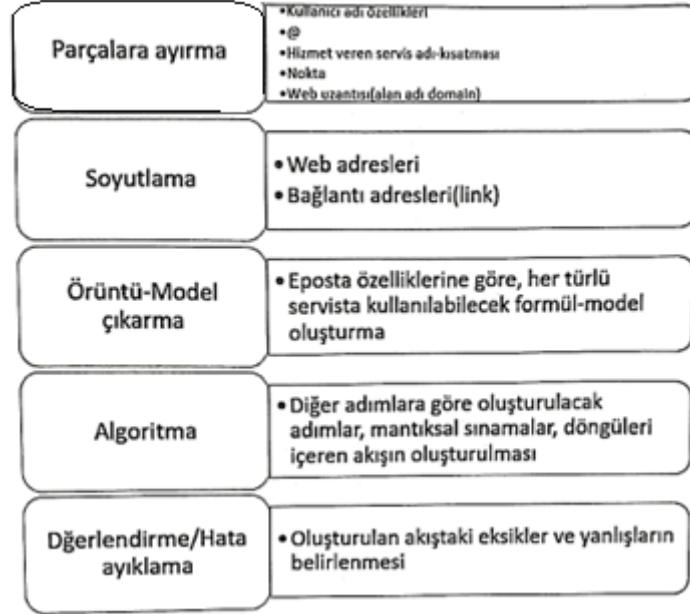 Parçalara ayırma
•Kullanıcı adı özellikleri
•@
•Hizmet veren servis adı-kısatması
•Nokta
•Web uzantısı(alan adı domain)
Soyutlama
•Web adresleri
•Bağlantı adresleri(link)
Örüntü-Model
çıkarma
•Eposta özelliklerine göre, her türlü
servista kullanılabilecek formül-model
oluşturma
Algoritma
•Diğer adımlara göre oluşturulacak
adımlar, mantıksal sınamalar, döngüleri
içeren akışın oluşturulması
Dğerlendirme/Hata
ayıklama
•Oluşturulan akıştaki eksikler ve yanlışların
belirlenmesi